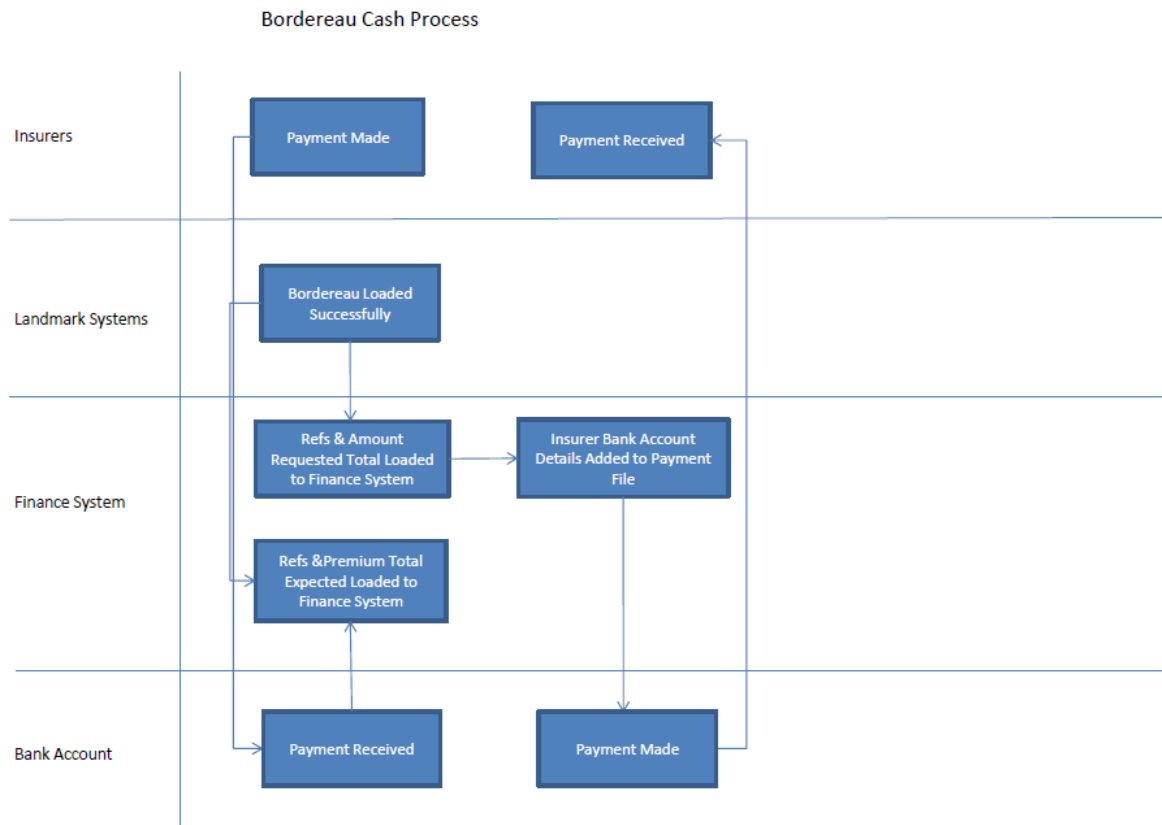 Bordereau Cash Process
Insurers
Payment Made
Payment Received
Landmark Systems
Bordereau Loaded
Successfully
Finance System
Refs & Amount
Requested Total Loaded
to Finance System
Insurer Bank Account
Details Added to Payment
File
Refs &Premium Total
Expected Loaded to
Finance System
Bank Account
Payment Received
Payment Made